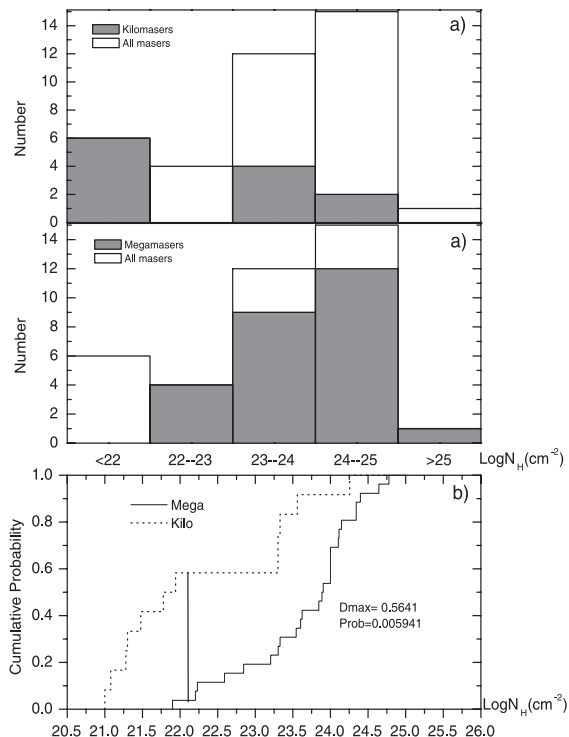 14
12
10
8
6
4
2
0
Number
Kilomasers
All masers
a)
14
12
10
8
6
4
2
0
Number
Megamasers
All masers
a)
<22 22--23 23--24 24--25 >25 LogN_H(cm^-2)
1.0
0.8
0.6
0.4
0.2
0.0
Cumulative Probability
Mega
Kilo
b)
Dmax= 0.5641
Prob=0.005941
LogN_H(cm^-2)
20.5 21.0 21.5 22.0 22.5 23.0 23.5 24.0 24.5 25.0 25.5 26.0